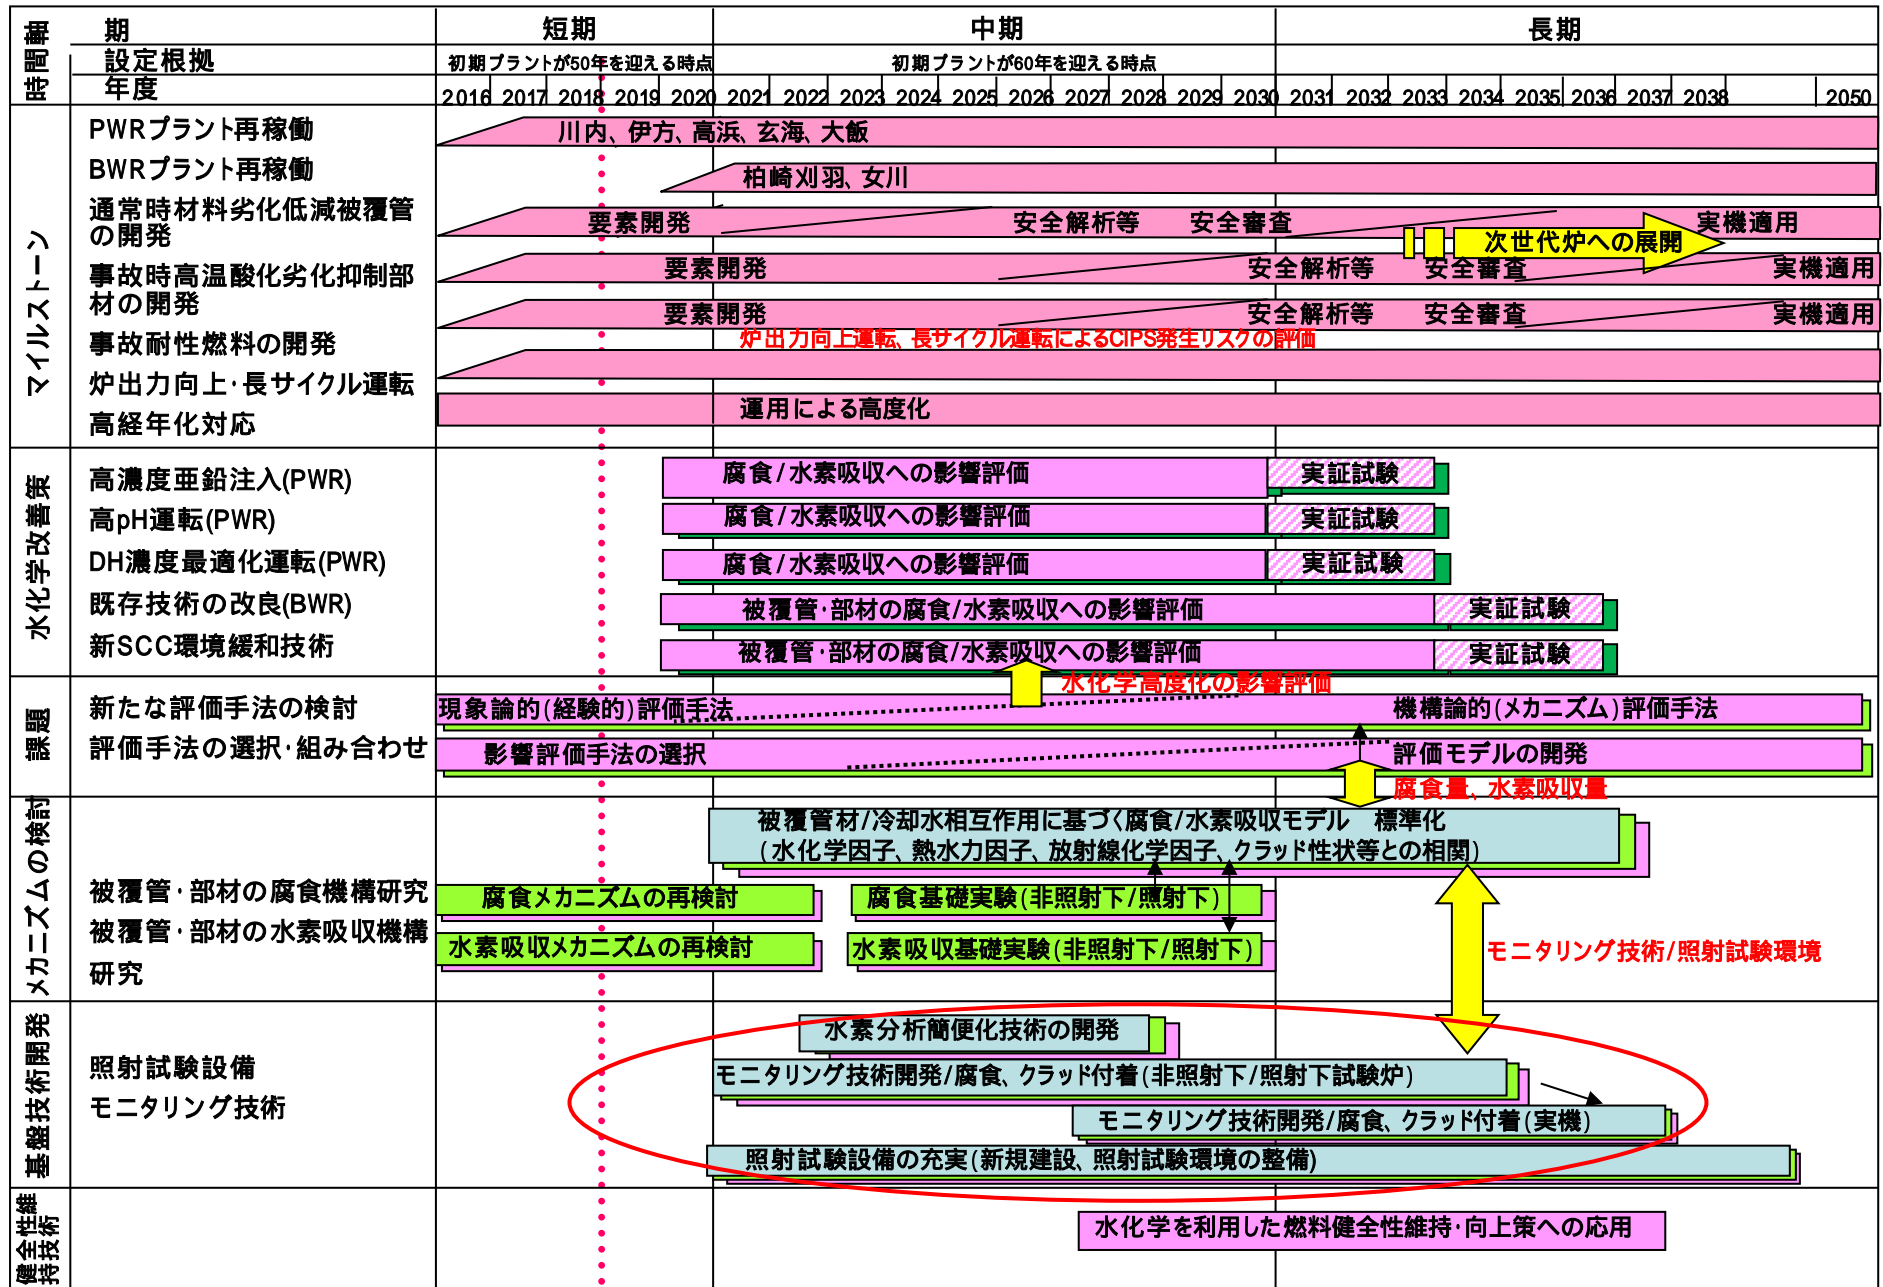 時間軸
期
短期
中期
長期
設定根拠
初期プラントが50年を迎える時点
初期プラントが60年を迎える時点
年度
2016 2017 2018 2019 2020 2021 2022 2023 2024 2025 2026 2027 2028 2029 2030 2031 2032 2033 2034 2035 2036 2037 2038 2050
マイルストーン
PWRプラント再稼働
川内、伊方、高浜、玄海、大飯
BWRプラント再稼働
柏崎刈羽、女川
通常時材料劣化低減被覆管
の開発
要素開発
安全解析等
安全審査
実機適用
次世代炉への展開
事故時高温酸化劣化抑制部
材の開発
要素開発
安全解析等
安全審査
実機適用
要素開発
安全解析等
安全審査
実機適用
事故耐性燃料の開発
炉出力向上運転、長サイクル運転によるCIPS発生リスクの評価
炉出力向上・長サイクル運転
高経年化対応
運用による高度化
水化学改善策
高濃度亜鉛注入(PWR)
腐食/水素吸収への影響評価
実証試験
高pH運転(PWR)
腐食/水素吸収への影響評価
実証試験
DH濃度最適化運転(PWR)
腐食/水素吸収への影響評価
実証試験
既存技術の改良(BWR)
被覆管・部材の腐食/水素吸収への影響評価
実証試験
新SCC環境緩和技術
被覆管・部材の腐食/水素吸収への影響評価
実証試験
水化学高度化の影響評価
課題
新たな評価手法の検討
現象論的(経験的)評価手法
機構論的(メカニズム)評価手法
評価手法の選択・組み合わせ
影響評価手法の選択
評価モデルの開発
腐食量、水素吸収量
メカニズムの検討
被覆管材/冷却水相互作用に基づく腐食/水素吸収モデル 標準化
(水化学因子、熱水力因子、放射線化学因子、クラッド性状等との相関)
被覆管・部材の腐食機構研究
腐食メカニズムの再検討
腐食基礎実験(非照射下/照射下)
被覆管・部材の水素吸収機構
研究
水素吸収メカニズムの再検討
水素吸収基礎実験(非照射下/照射下)
モニタリング技術/照射試験環境
基盤技術開発
水素分析簡便化技術の開発
照射試験設備
モニタリング技術開発/腐食、クラッド付着(非照射下/照射下試験炉)
モニタリング技術
モニタリング技術開発/腐食、クラッド付着(実機)
照射試験設備の充実(新規建設、照射試験環境の整備)
健全性維
持技術
水化学を利用した燃料健全性維持・向上策への応用